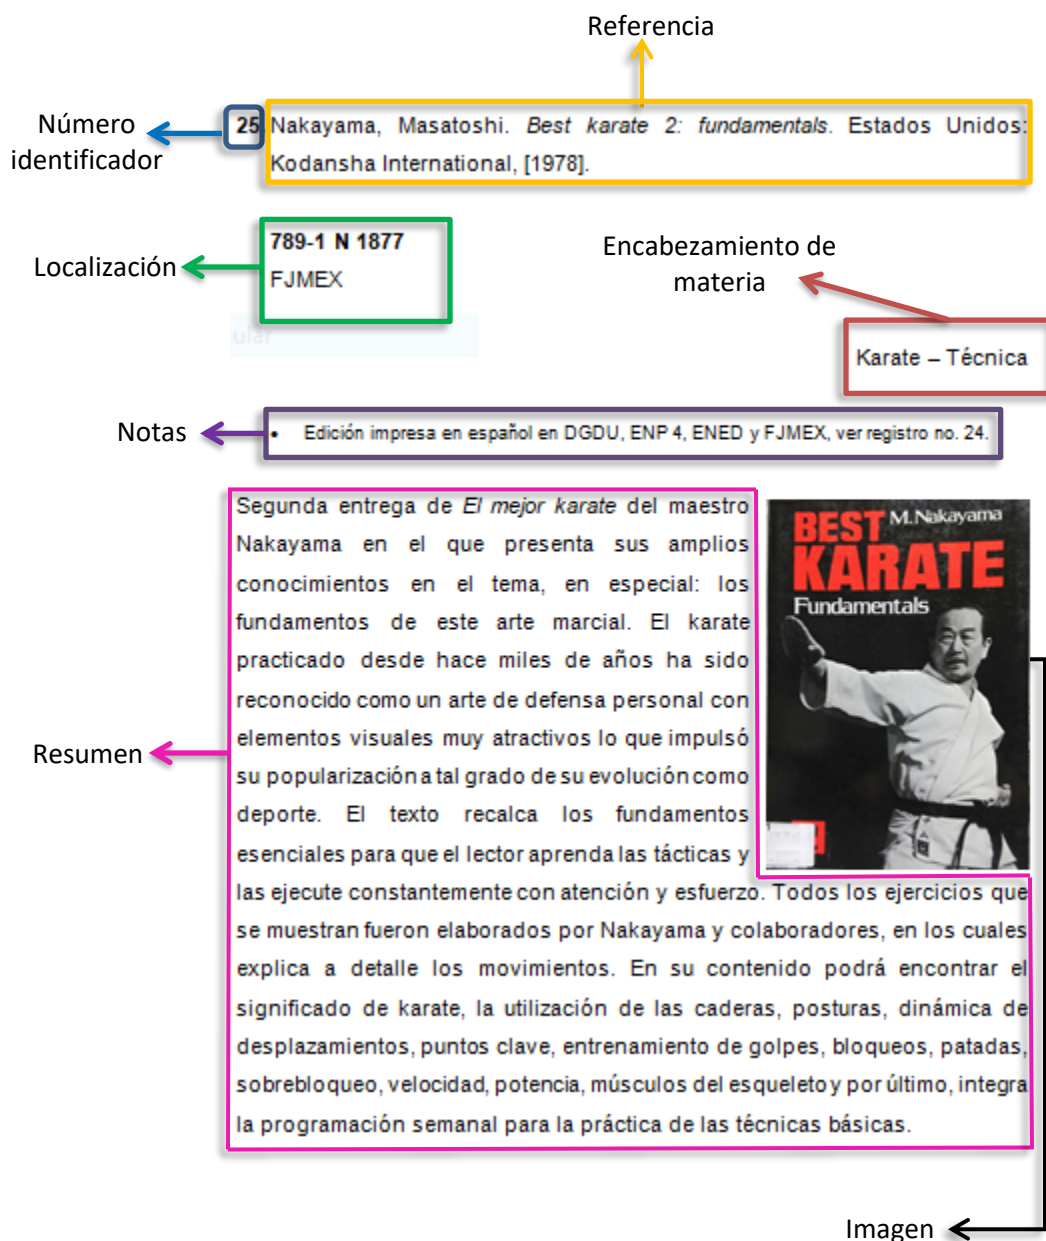 Referencia
Número
identificador
25 Nakayama, Masatoshi. Best karate 2: fundamentals. Estados Unidos:
Kodansha International, [1978].
Localización
789-1 N 1877
FJMEX
Encabezamiento de
materia
ular
Karate – Técnica
Notas
• Edición impresa en español en DGDU, ENP 4, ENED y FJMEX, ver registro no. 24.
Resumen
Segunda entrega de El mejor karate del maestro
Nakayama en el que presenta sus amplios
conocimientos en el tema, en especial: los
fundamentos de este arte marcial. El karate
practicado desde hace miles de años ha sido
reconocido como un arte de defensa personal con
elementos visuales muy atractivos lo que impulsó
su popularización a tal grado de su evolución como
deporte. El texto recalca los fundamentos
esenciales para que el lector aprenda las tácticas y
las ejecute constantemente con atención y esfuerzo. Todos los ejercicios que
se muestran fueron elaborados por Nakayama y colaboradores, en los cuales
explica a detalle los movimientos. En su contenido podrá encontrar el
significado de karate, la utilización de las caderas, posturas, dinámica de
desplazamientos, puntos clave, entrenamiento de golpes, bloqueos, patadas,
sobrebloqueo, velocidad, potencia, músculos del esqueleto y por último, integra
la programación semanal para la práctica de las técnicas básicas.
BEST M.Nakayama
KARATE
Fundamentals
Imagen